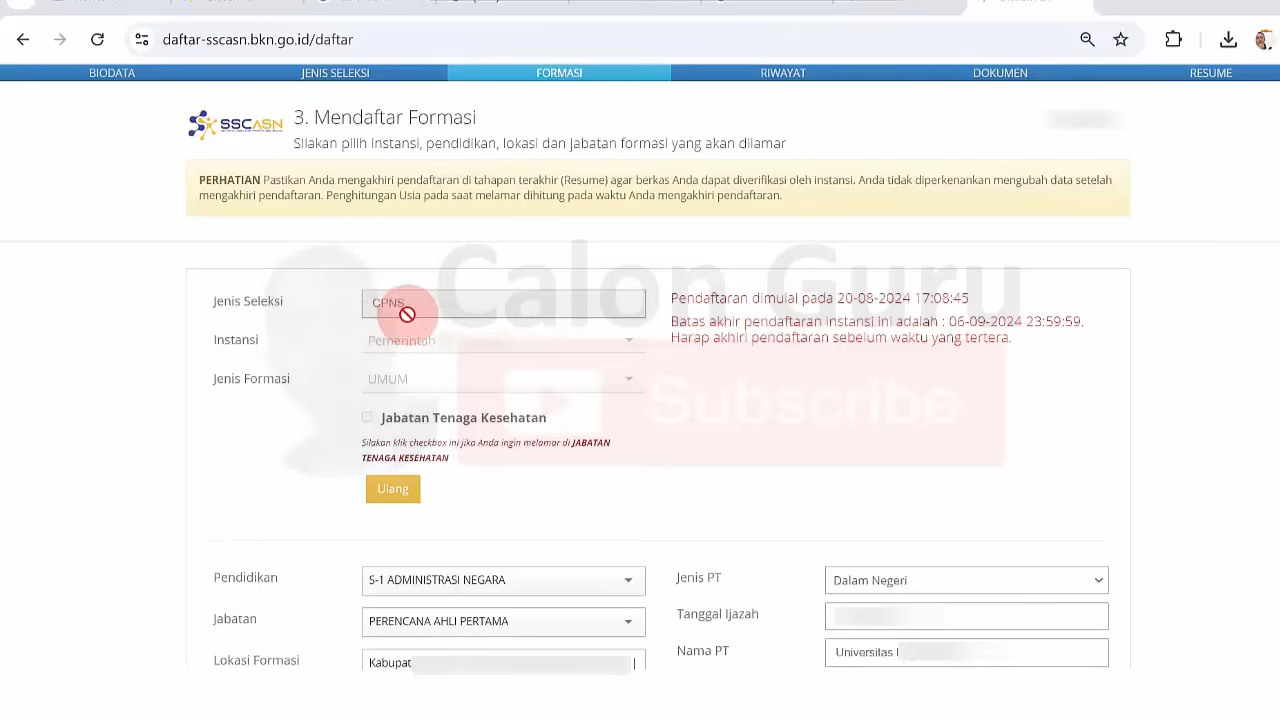 daftar-sscasn.bkn.go.id/daftar
BIODATA JENIS SELEKSI FORMASI RIWAYAT DOKUMEN RESUME
SSCASN
3. Mendaftar Formasi
Silakan pilih instansi, pendidikan, lokasi dan jabatan formasi yang akan dilamar
PERHATIAN Pastikan Anda mengakhiri pendaftaran di tahapan terakhir (Resume) agar berkas Anda dapat diverifikasi oleh instansi. Anda tidak diperkenankan mengubah data setelah
mengakhiri pendaftaran. Penghitungan Usia pada saat melamar dihitung pada waktu Anda mengakhiri pendaftaran.
Calon Guru
Subscribe
Jenis Seleksi CPNS
Pendaftaran dimulai pada 20-08-2024 17:08:45
Batas akhir pendaftaran instansi ini adalah : 06-09-2024 23:59:59.
Harap akhiri pendaftaran sebelum waktu yang tertera.
Instansi Pemerintah
Jenis Formasi UMUM
Jabatan Tenaga Kesehatan
Silakan klik checkbox ini jika Anda ingin melamar di JABATAN
TENAGA KESEHATAN
Ulang
Pendidikan S-1 ADMINISTRASI NEGARA
Jabatan PERENCANA AHLI PERTAMA
Lokasi Formasi Kabupat
Jenis PT Dalam Negeri
Tanggal Ijazah
Nama PT Universitas